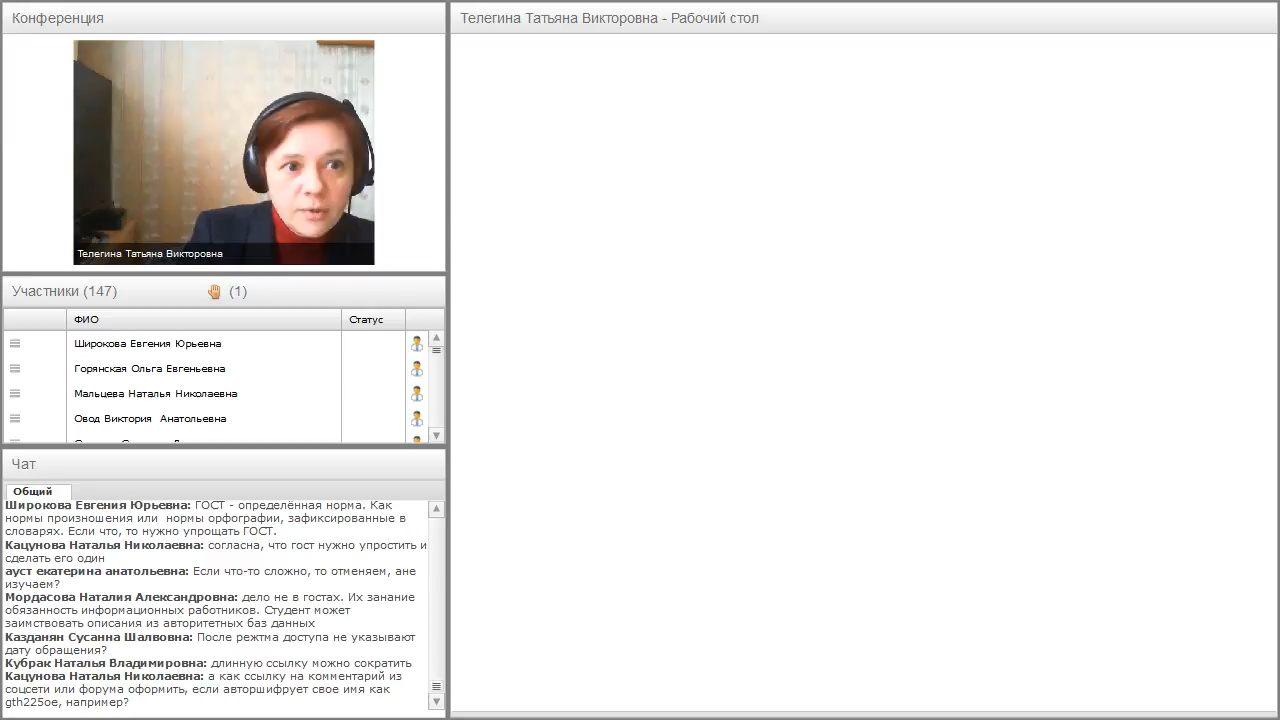 Конференция
Телегина Татьяна Викторовна - Рабочий стол
Телегина Татьяна Викторовна
Участники (147) (1)
ФИО Статус
Широкова Евгения Юрьевна
Горянская Ольга Евгеньевна
Мальцева Наталья Николаевна
Овод Виктория Анатольевна
Чат
Общий
Широкова Евгения Юрьевна: ГОСТ - определённая норма. Как
нормы произношения или нормы орфографии, зафиксированные в
словарях. Если что, то нужно упрощать ГОСТ.
Кацунова Наталья Николаевна: согласна, что гост нужно упростить и
сделать его один
ауст екатерина анатольевна: Если что-то сложно, то отменяем, ане
изучаем?
Мордасова Наталия Александровна: дело не в гостах. Их занание
обязанность информационных работников. Студент может
заимствовать описания из авторитетных баз данных
Казданян Сусанна Шалвовна: После режтма доступа не указывают
дату обращения?
Кубрак Наталья Владимировна: длинную ссылку можно сократить
Кацунова Наталья Николаевна: а как ссылку на комментарий из
соцсети или форума оформять, если авторшифрует свое имя как
gth225ое, например?